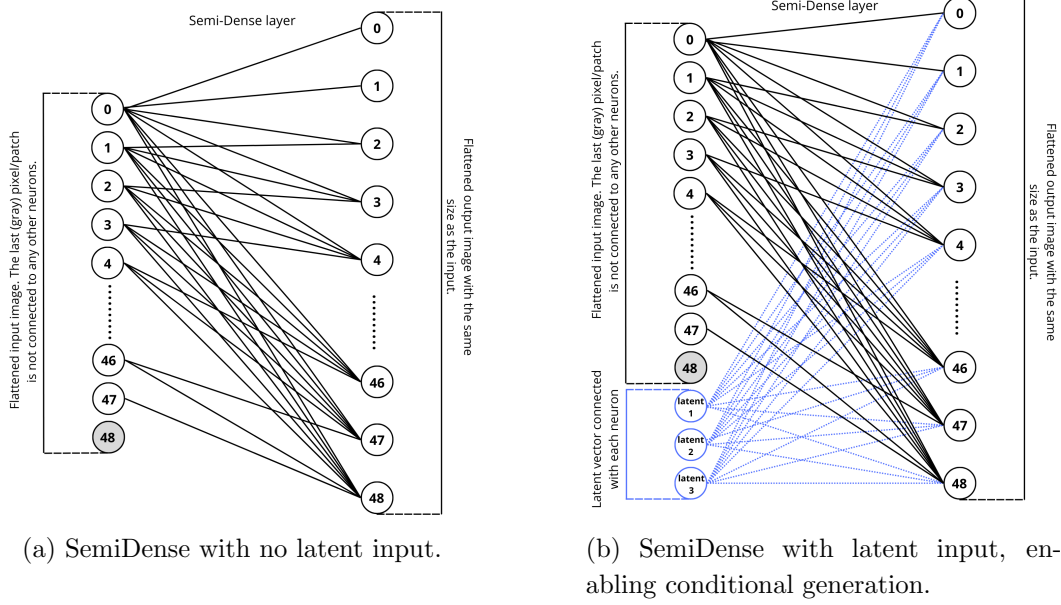 Semi-Dense layer
Flattened input image. The last (gray) pixel/patch
is not connected to any other neurons.
0
1
2
3
4
46
47
48
0
1
2
3
4
46
47
48
Flattened output image with the same
size as the input.
(a) SemiDense with no latent input.
Semi-Dense layer
Flattened input image. The last (gray) pixel/patch
is not connected to any other neurons.
Latent vector connected
with each neuron
0
1
2
3
4
46
47
48
latent
1
latent
2
latent
3
0
1
2
3
4
46
47
48
Flattened output image with the same
size as the input.
(b) SemiDense with latent input, en-
abling conditional generation.